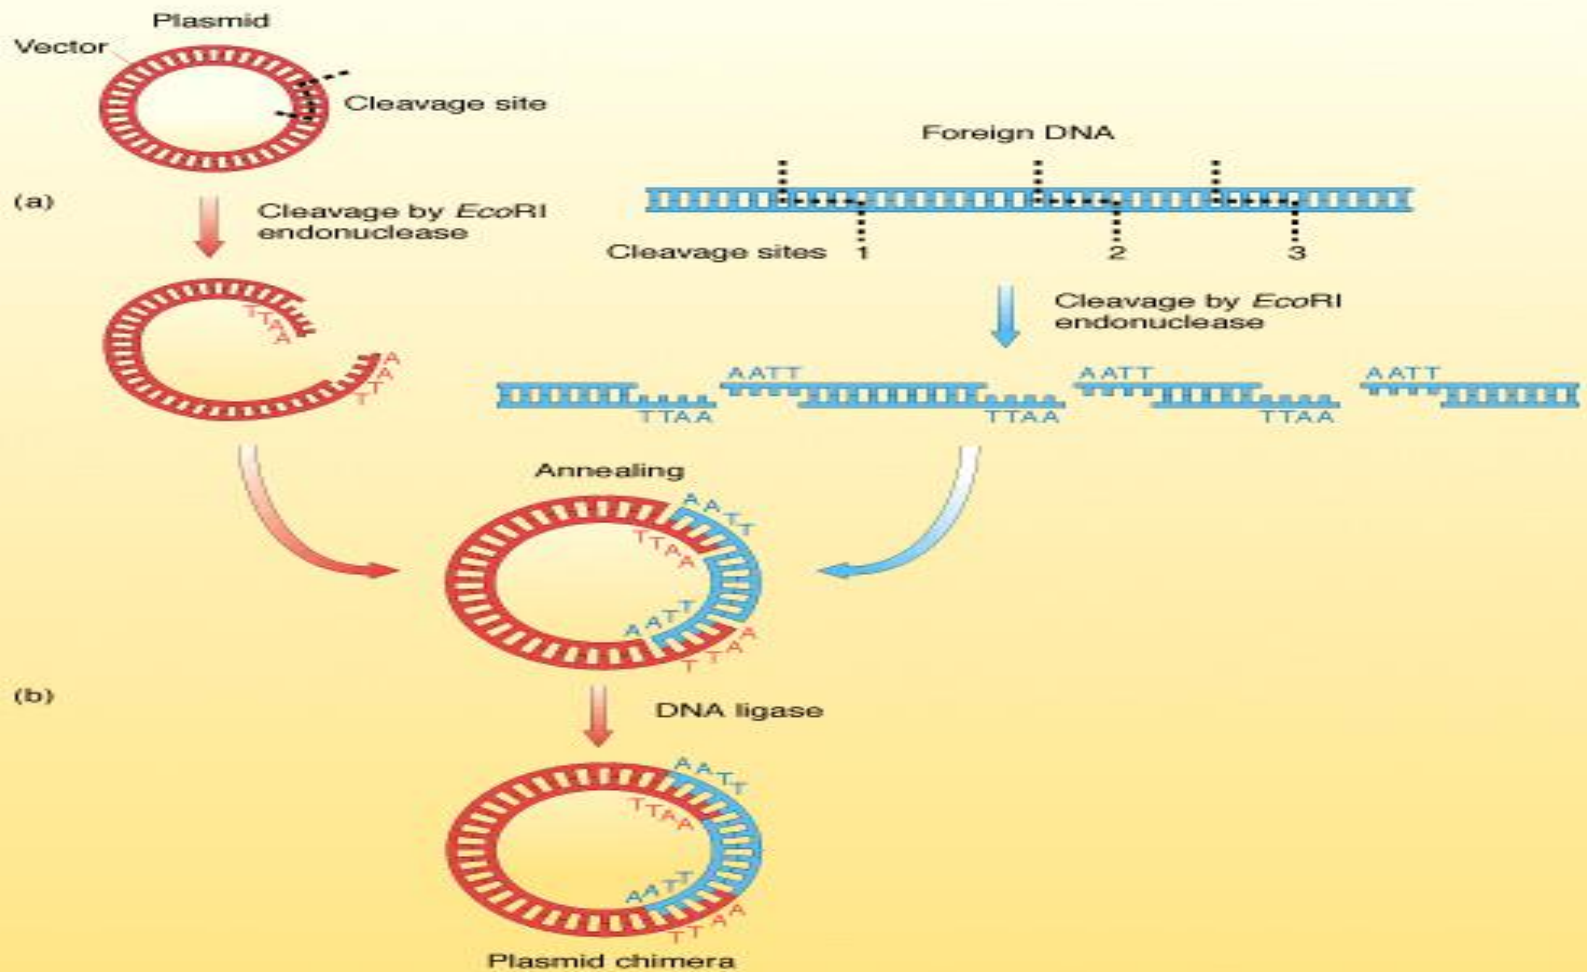 Plasmid
Vector
Cleavage site
Foreign DNA
(a)
Cleavage by EcoRI
endonuclease
Cleavage sites 1 2 3
Cleavage by EcoRI
endonuclease
TTAA
AATT
AATT AATT AATT
TTAA TTAA TTAA
Annealing
AATT
TTAA
AATT
TTAA
(b)
DNA ligase
AATT
TTAA
AATT
TTAA
Plasmid chimera